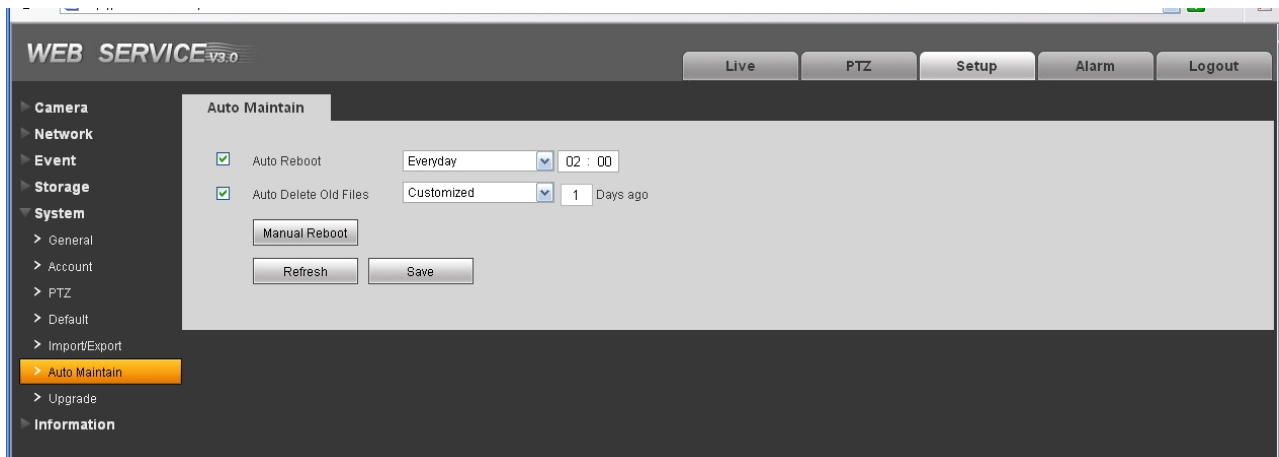 WEB SERVICE V3.0
Live PTZ Setup Alarm Logout
Camera
Network
Event
Storage
System
> General
> Account
> PTZ
> Default
> Import/Export
> Auto Maintain
> Upgrade
Information
Auto Maintain
Auto Reboot Everyday 02 : 00
Auto Delete Old Files Customized 1 Days ago
Manual Reboot
Refresh Save